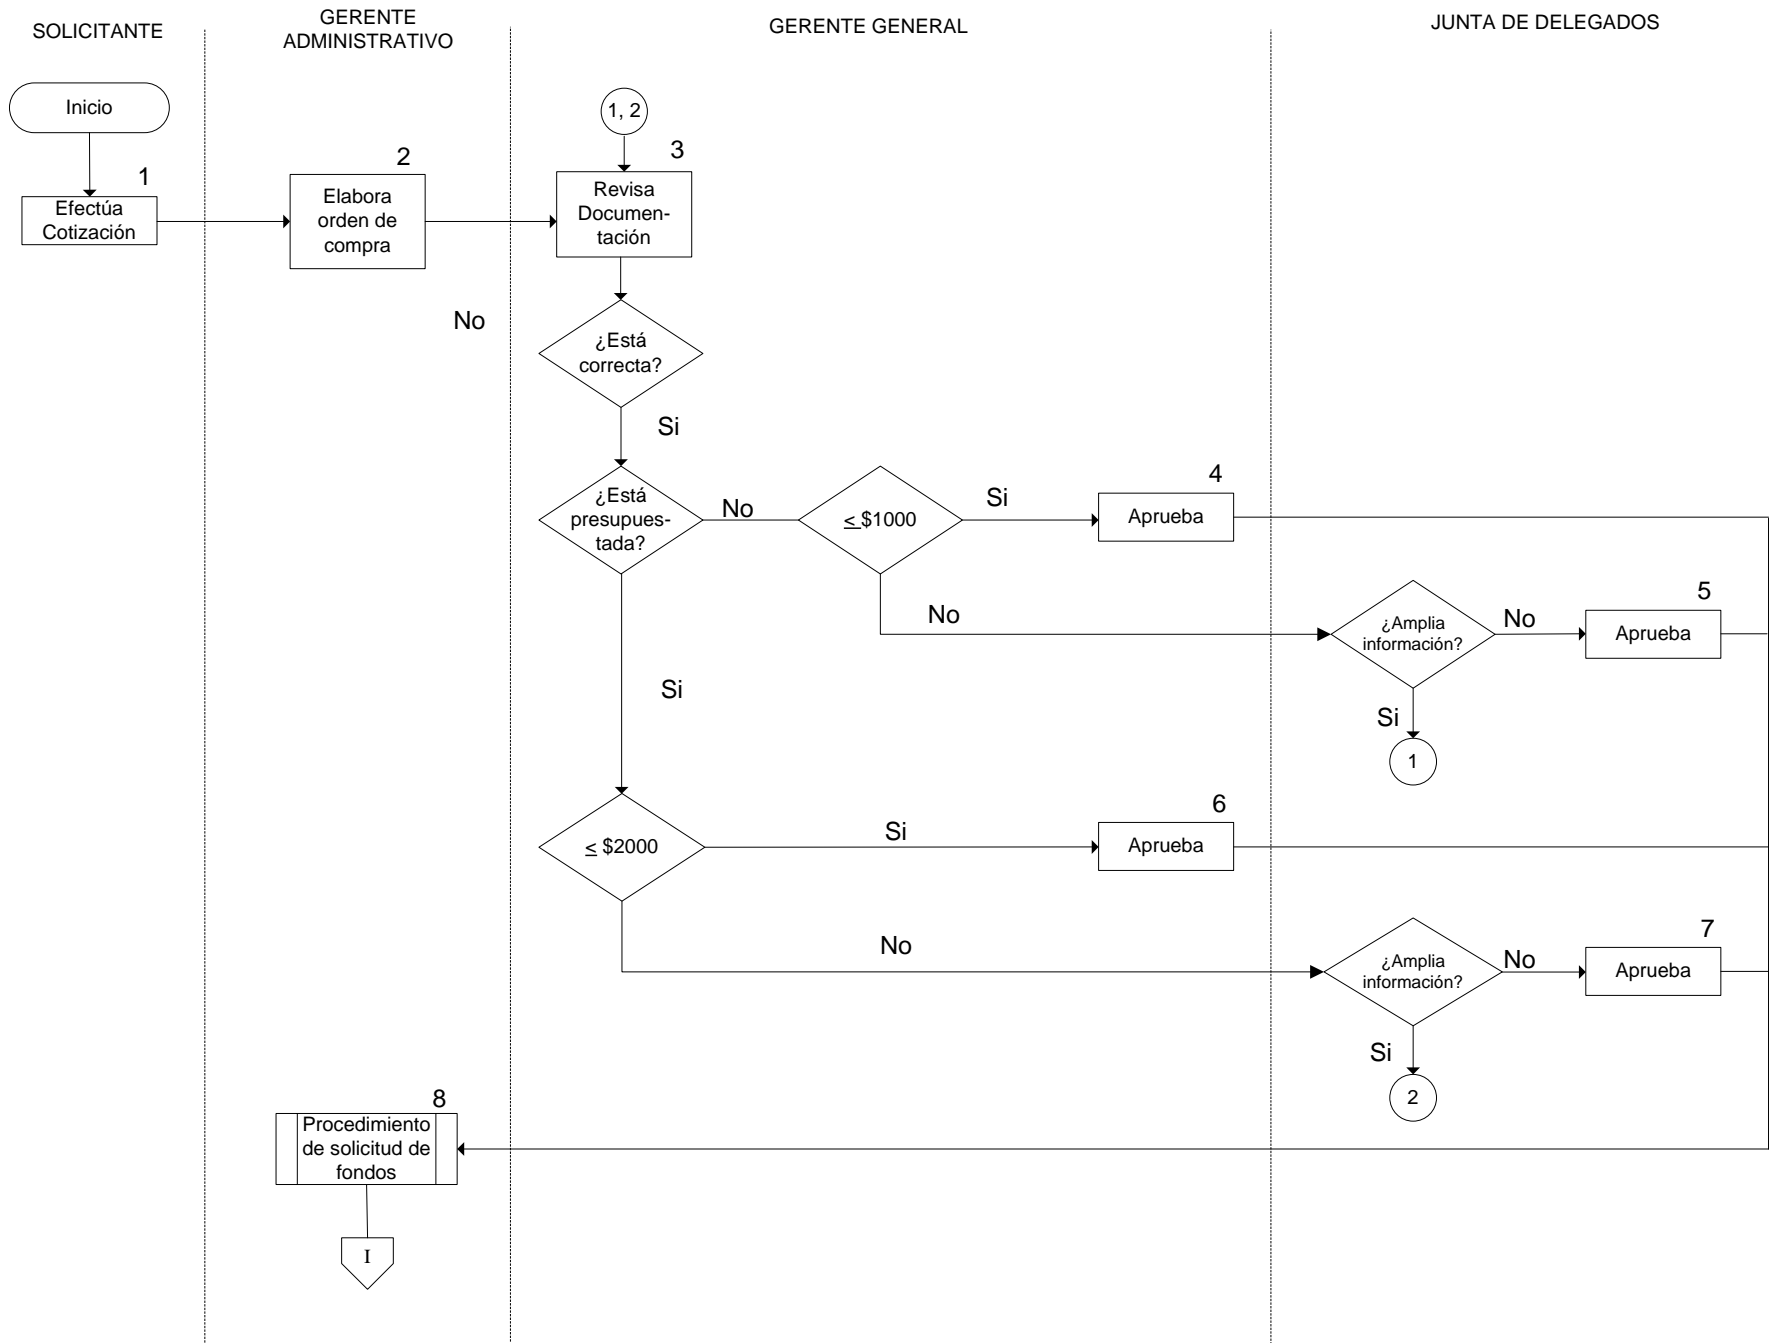 SOLICITANTE
GERENTE
ADMINISTRATIVO
GERENTE GENERAL
JUNTA DE DELEGADOS
Inicio
1, 2
1
2
3
Efectúa
Cotización
Elabora
orden de
compra
Revisa
Documen-
tación
No
¿Está
correcta?
Si
¿Está
presupues-
tada?
No
≤ $1000
Si
4
Aprueba
No
¿Amplia
información?
No
5
Aprueba
Si
1
Si
≤ $2000
Si
6
Aprueba
No
¿Amplia
información?
No
7
Aprueba
Si
2
8
Procedimiento
de solicitud de
fondos
I